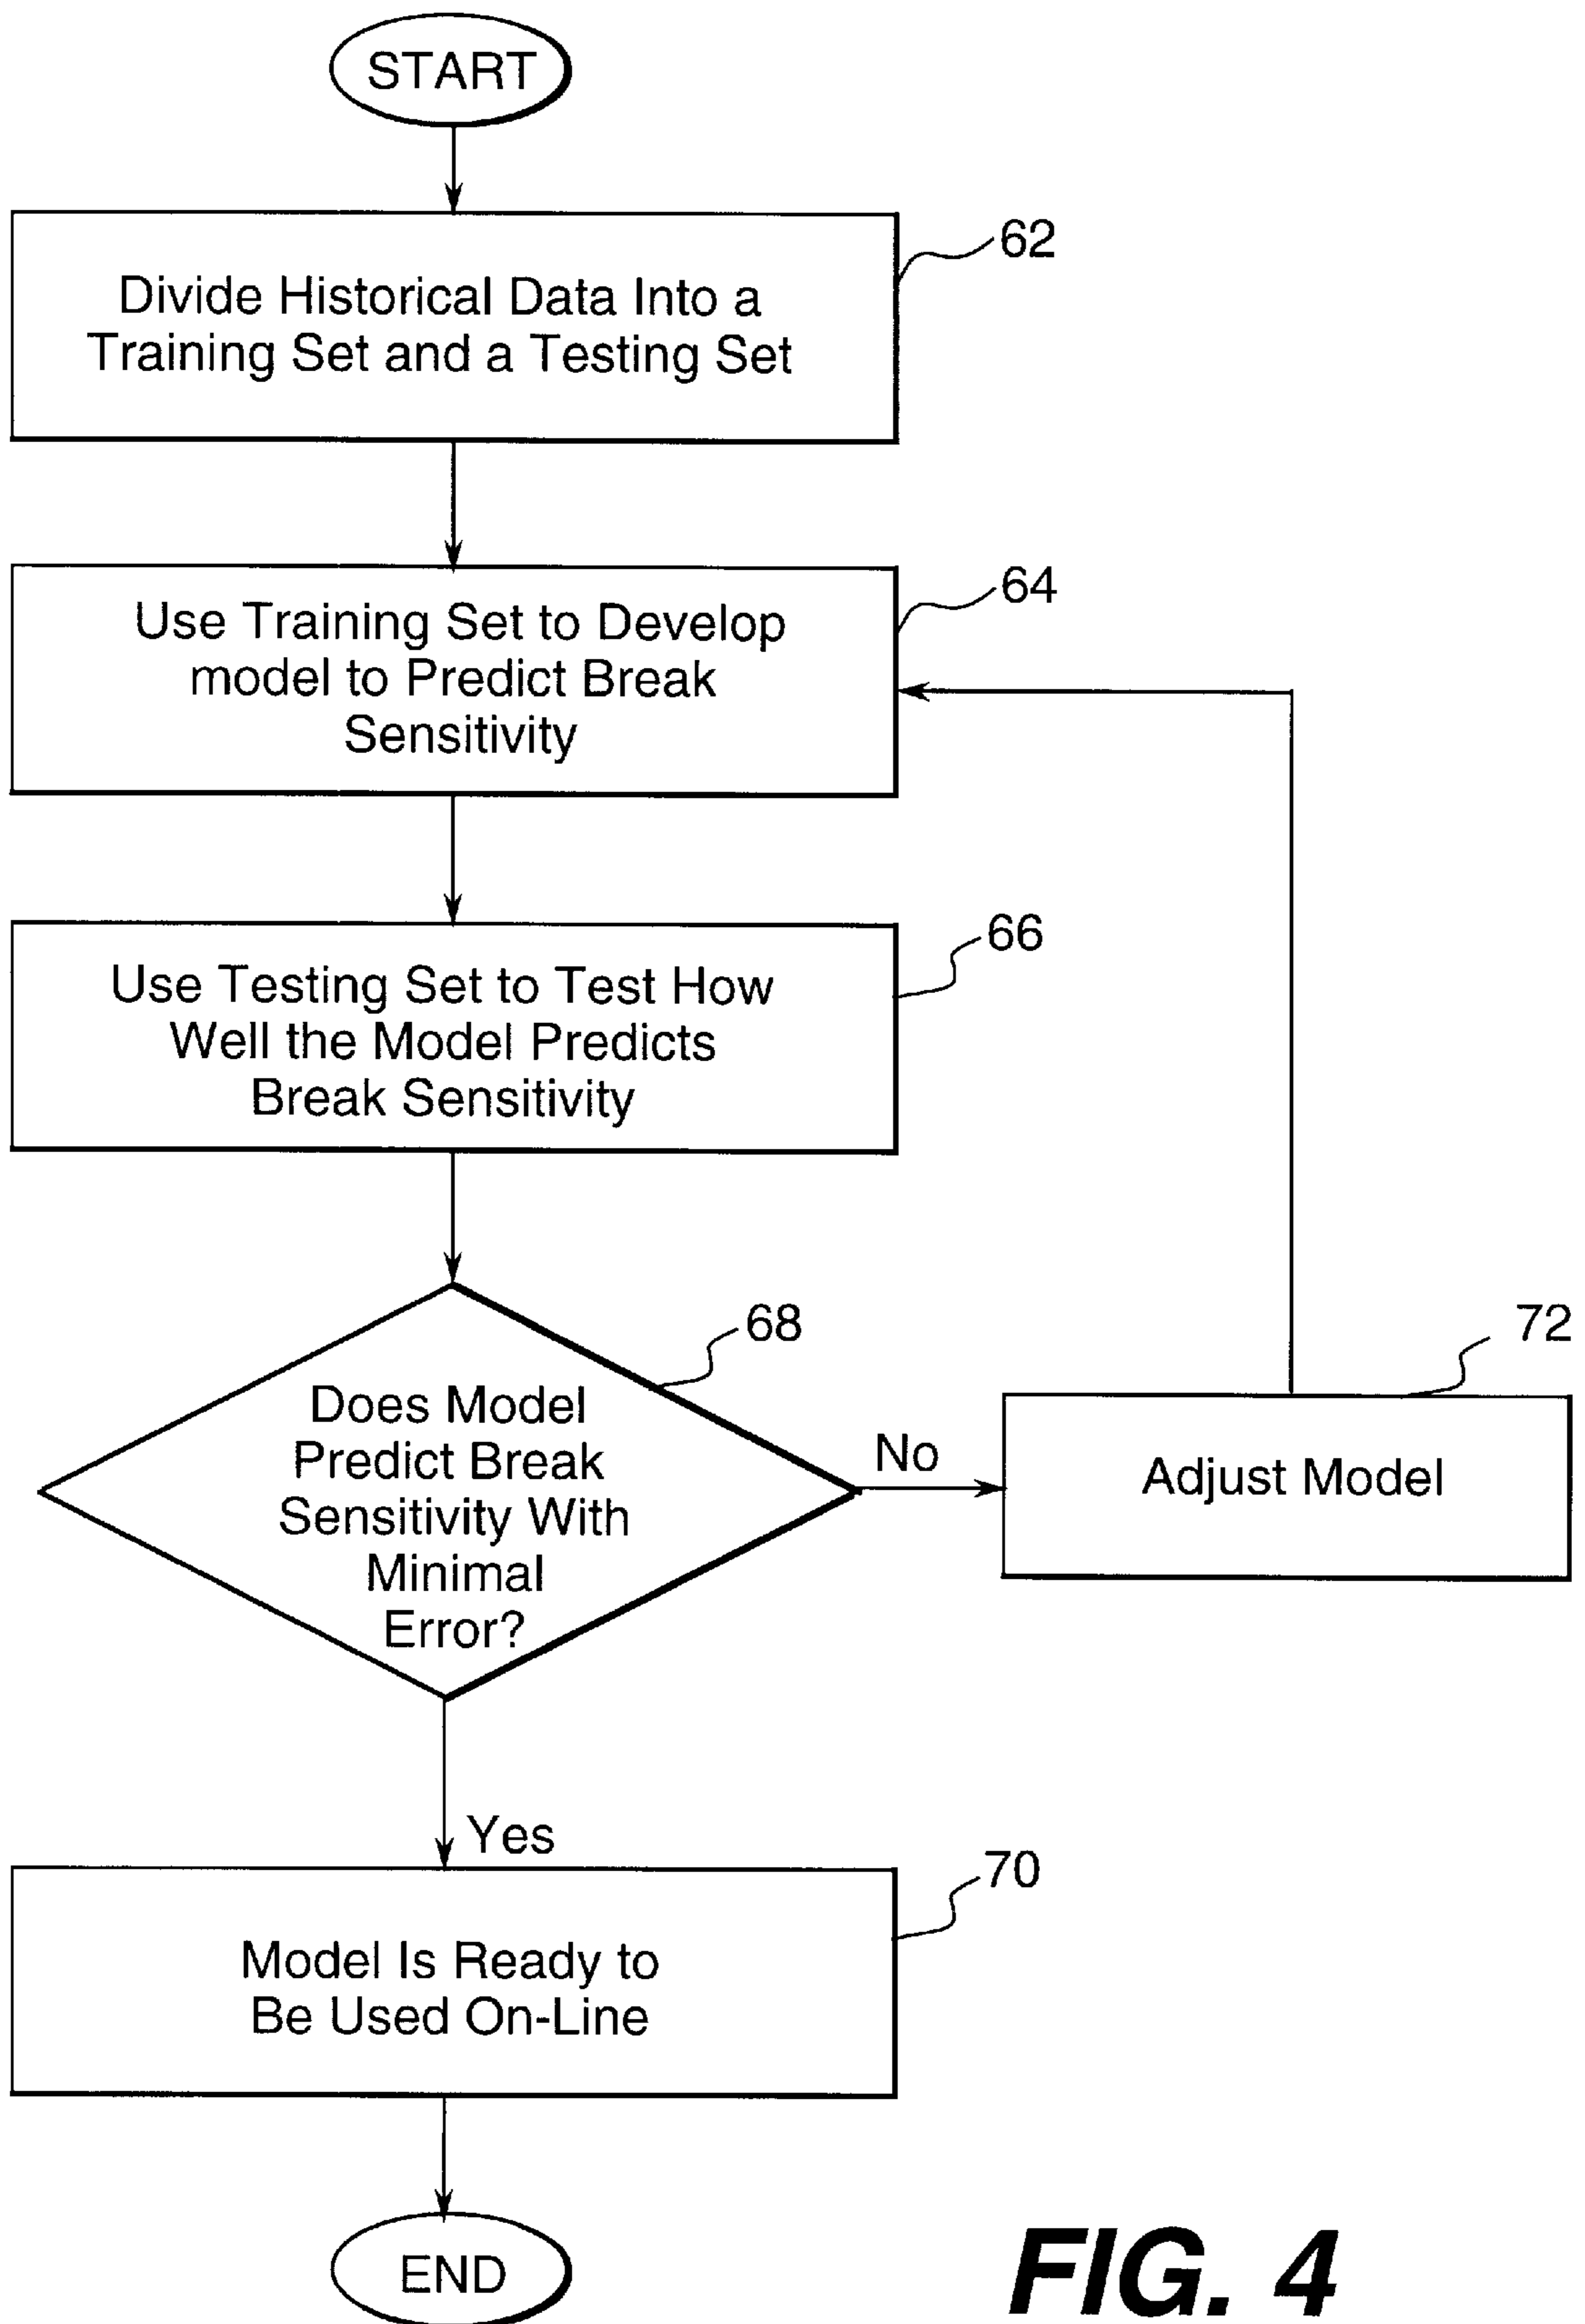 START
62
Divide Historical Data Into a
Training Set and a Testing Set
64
Use Training Set to Develop
model to Predict Break
Sensitivity
66
Use Testing Set to Test How
Well the Model Predicts
Break Sensitivity
68
Does Model
Predict Break
Sensitivity With
Minimal
Error?
No
72
Adjust Model
Yes
70
Model Is Ready to
Be Used On-Line
END
FIG. 4